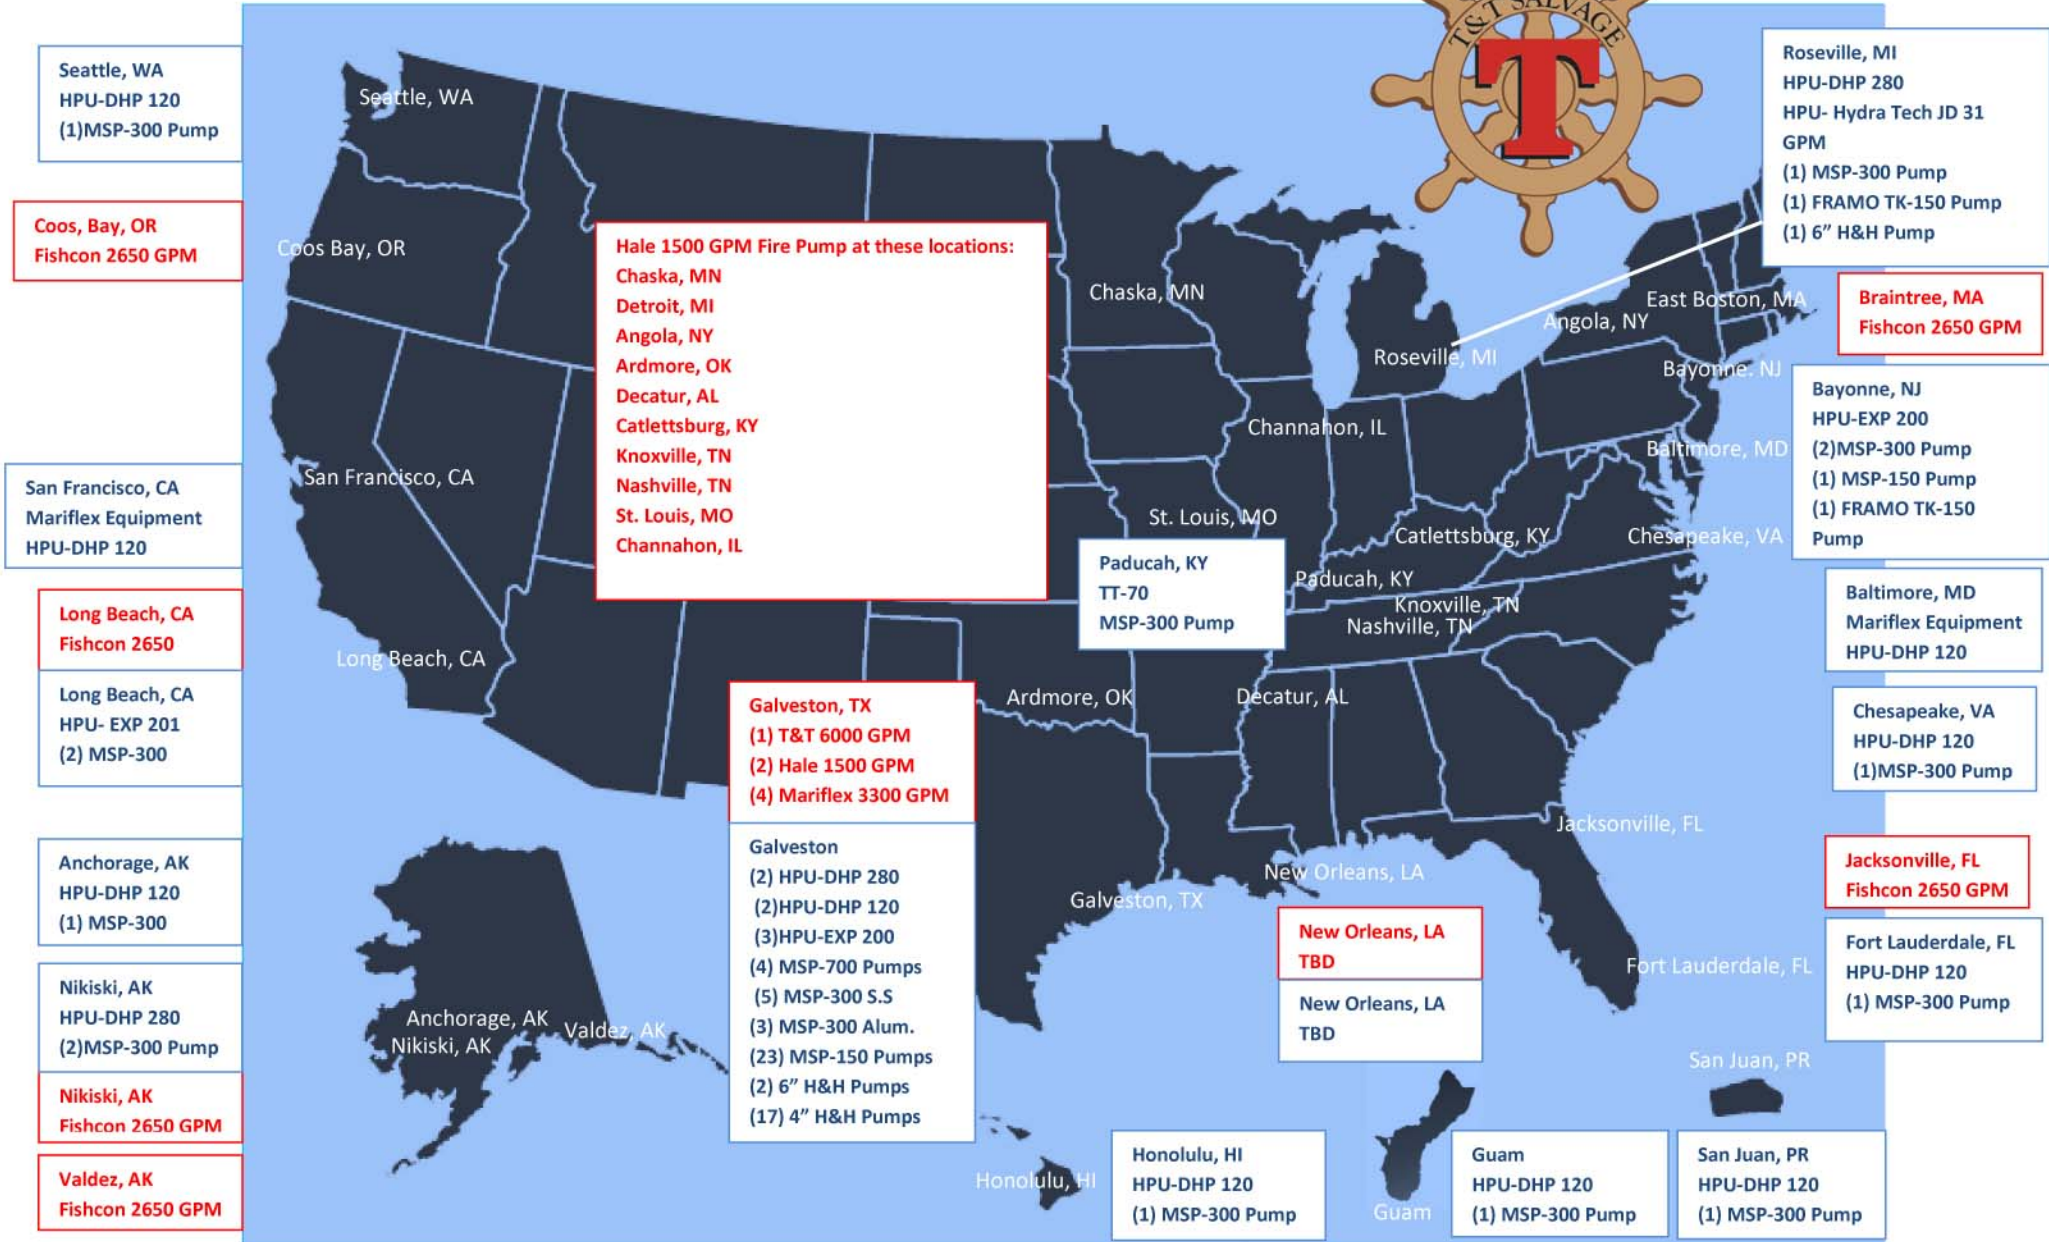 T&T SALVAGE
T
Seattle, WA
HPU-DHP 120
(1)MSP-300 Pump
Coos, Bay, OR
Fishcon 2650 GPM
San Francisco, CA
Mariflex Equipment
HPU-DHP 120
Long Beach, CA
Fishcon 2650
Long Beach, CA
HPU- EXP 201
(2) MSP-300
Anchorage, AK
HPU-DHP 120
(1) MSP-300
Nikiski, AK
HPU-DHP 280
(2)MSP-300 Pump
Nikiski, AK
Fishcon 2650 GPM
Valdez, AK
Fishcon 2650 GPM
Seattle, WA
Coos Bay, OR
San Francisco, CA
Long Beach, CA
Hale 1500 GPM Fire Pump at these locations:
Chaska, MN
Detroit, MI
Angola, NY
Ardmore, OK
Decatur, AL
Catlettsburg, KY
Knoxville, TN
Nashville, TN
St. Louis, MO
Channahon, IL
Chaska, MN
Roseville, MI
Angola, NY
East Boston, MA
Bayonne. NJ
Channahon, IL
Baltimore, MD
St. Louis, MO
Catlettsburg, KY
Chesapeake, VA
Paducah, KY
TT-70
MSP-300 Pump
Paducah, KY
Knoxville, TN
Nashville, TN
Ardmore, OK
Decatur, AL
Jacksonville, FL
New Orleans, LA
Galveston, TX
Fort Lauderdale, FL
Galveston, TX
(1) T&T 6000 GPM
(2) Hale 1500 GPM
(4) Mariflex 3300 GPM
Galveston
(2) HPU-DHP 280
(2)HPU-DHP 120
(3)HPU-EXP 200
(4) MSP-700 Pumps
(5) MSP-300 S.S
(3) MSP-300 Alum.
(23) MSP-150 Pumps
(2) 6” H&H Pumps
(17) 4” H&H Pumps
New Orleans, LA
TBD
New Orleans, LA
TBD
Anchorage, AK
Nikiski, AK
Valdez, AK
Honolulu, HI
Honolulu, HI
HPU-DHP 120
(1) MSP-300 Pump
Guam
Guam
HPU-DHP 120
(1) MSP-300 Pump
San Juan, PR
San Juan, PR
HPU-DHP 120
(1) MSP-300 Pump
Roseville, MI
HPU-DHP 280
HPU- Hydra Tech JD 31
GPM
(1) MSP-300 Pump
(1) FRAMO TK-150 Pump
(1) 6” H&H Pump
Braintree, MA
Fishcon 2650 GPM
Bayonne, NJ
HPU-EXP 200
(2)MSP-300 Pump
(1) MSP-150 Pump
(1) FRAMO TK-150
Pump
Baltimore, MD
Mariflex Equipment
HPU-DHP 120
Chesapeake, VA
HPU-DHP 120
(1)MSP-300 Pump
Jacksonville, FL
Fishcon 2650 GPM
Fort Lauderdale, FL
HPU-DHP 120
(1) MSP-300 Pump